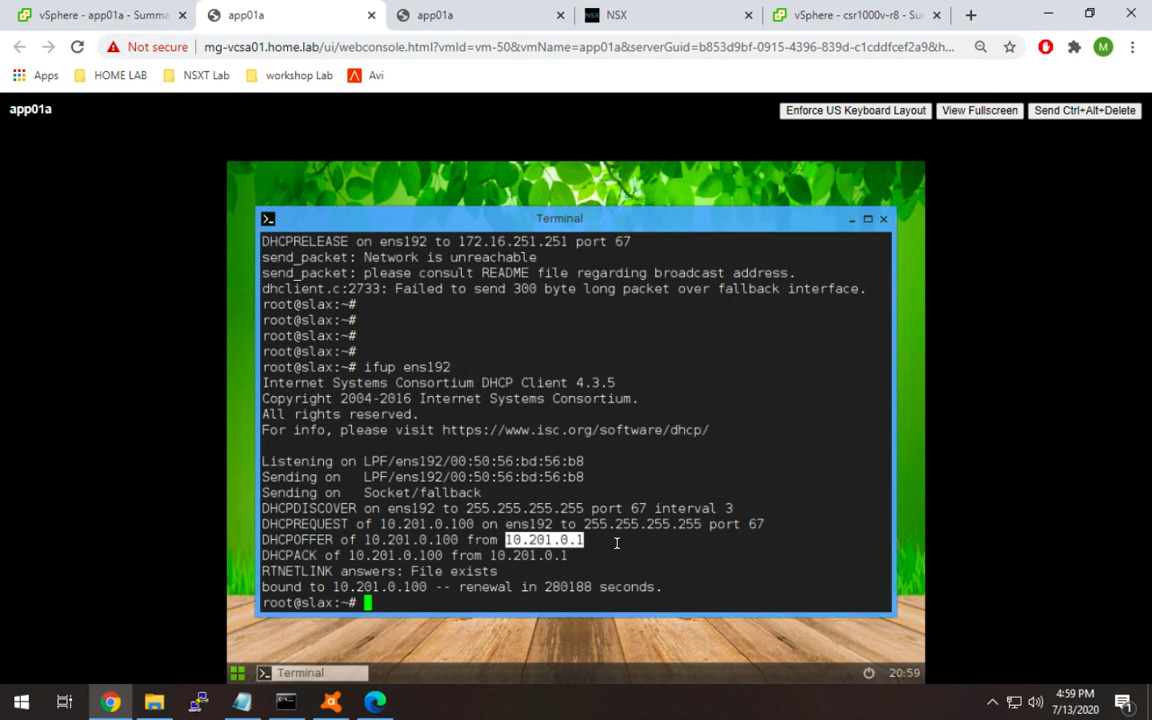 vSphere - app01a - Summa
app01a
app01a
NSX
vSphere - csr1000v-r8 - Su
Not secure
mg-vcsa01.home.lab/ui/webconsole.html?vmId=vm-50&vmName=app01a&serverGuid=b853d9bf-0915-4396-839d-c1cddfcef2a9&h...
M
Apps
HOME LAB
NSXT Lab
workshop Lab
Avi
app01a
Enforce US Keyboard Layout
View Fullscreen
Send Ctrl+Alt+Delete
Terminal
DHCPRELEASE on ens192 to 172.16.251.251 port 67
send_packet: Network is unreachable
send_packet: please consult README file regarding broadcast address.
dhclient.c:2733: Failed to send 300 byte long packet over fallback interface.
root@slax:~#
root@slax:~#
root@slax:~#
root@slax:~#
root@slax:~# ifup ens192
Internet Systems Consortium DHCP Client 4.3.5
Copyright 2004-2016 Internet Systems Consortium.
All rights reserved.
For info, please visit https://www.isc.org/software/dhcp/
Listening on LPF/ens192/00:50:56:bd:56:b8
Sending on   LPF/ens192/00:50:56:bd:56:b8
Sending on   Socket/fallback
DHCPDISCOVER on ens192 to 255.255.255.255 port 67 interval 3
DHCPREQUEST of 10.201.0.100 on ens192 to 255.255.255.255 port 67
DHCPOFFER of 10.201.0.100 from 10.201.0.1
DHCPACK of 10.201.0.100 from 10.201.0.1
RTNETLINK answers: File exists
bound to 10.201.0.100 -- renewal in 280188 seconds.
root@slax:~#
Terminal
20:59
4:59 PM
7/13/2020
1